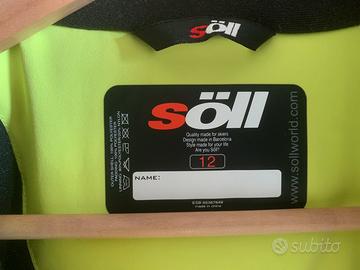 söll
söll
Quality made for skiers
Design made in Barcelona
Style made for your life
Are you Söll?
12
NAME:
made in china
www.sollworld.com
subito